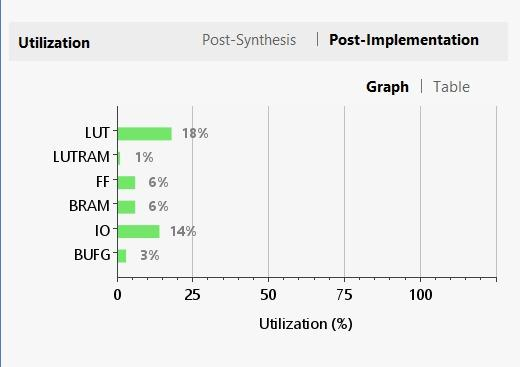 Utilization Post-Synthesis | Post-Implementation
Graph | Table
LUT 18%
LUTRAM 1%
FF 6%
BRAM 6%
IO 14%
BUFG 3%
0 25 50 75 100
Utilization (%)